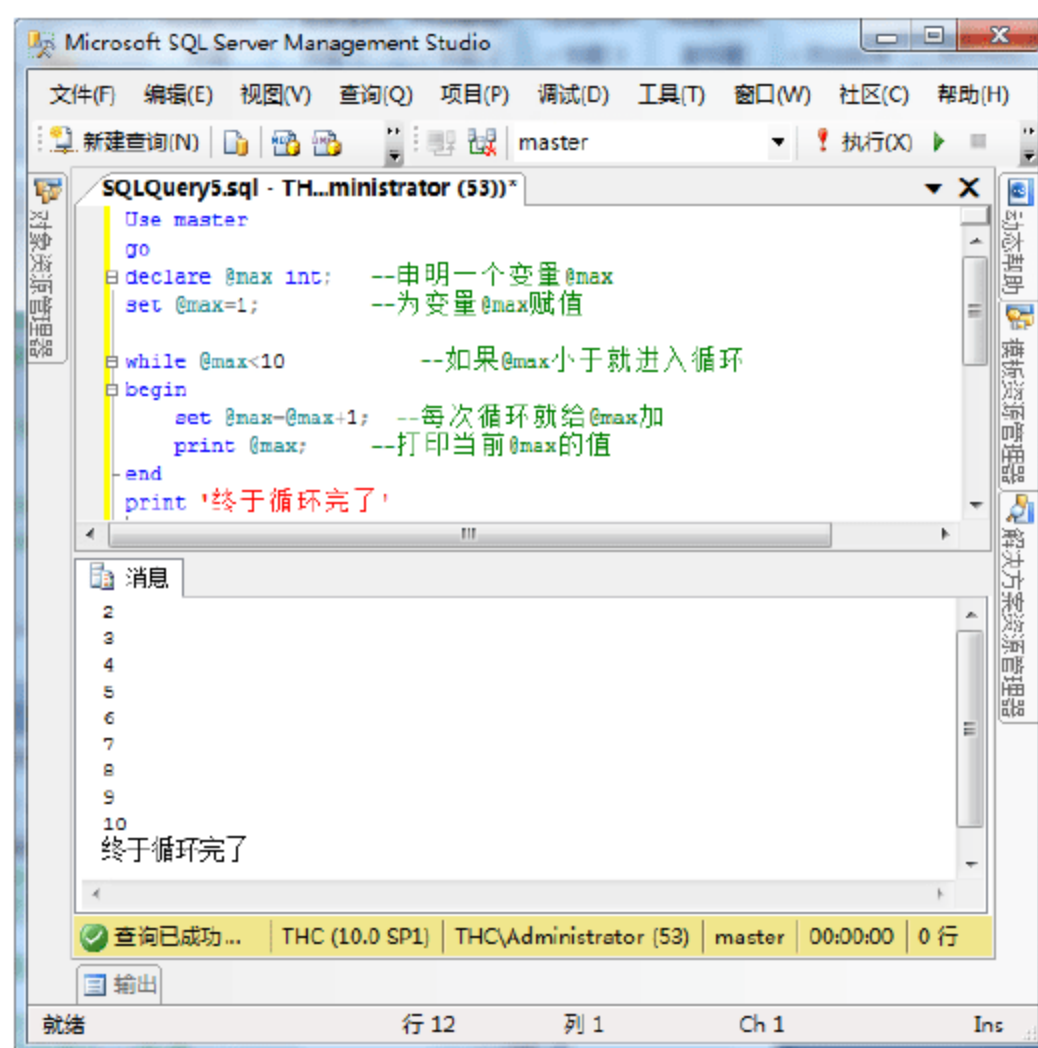 Microsoft SQL Server Management Studio
文件(F) 编辑(E) 视图(V) 查询(Q) 项目(P) 调试(D) 工具(T) 窗口(W) 社区(C) 帮助(H)
新建查询(N) master 执行(X)
SQLQuery5.sql - TH...ministrator (53))*
对象资源管理器
Use master
go
declare @max int; --申明一个变量@max
set @max=1; --为变量@max赋值
while @max<10 --如果@max小于就进入循环
begin
set @max=@max+1; --每次循环就给@max加
print @max; --打印当前@max的值
end
print '终于循环完了'
动态帮助
模板资源管理器
解决方案资源管理器
消息
2
3
4
5
6
7
8
9
10
终于循环完了
查询已成功... THC (10.0 SP1) THC\Administrator (53) master 00:00:00 0 行
输出
就绪 行 12 列 1 Ch 1 Ins